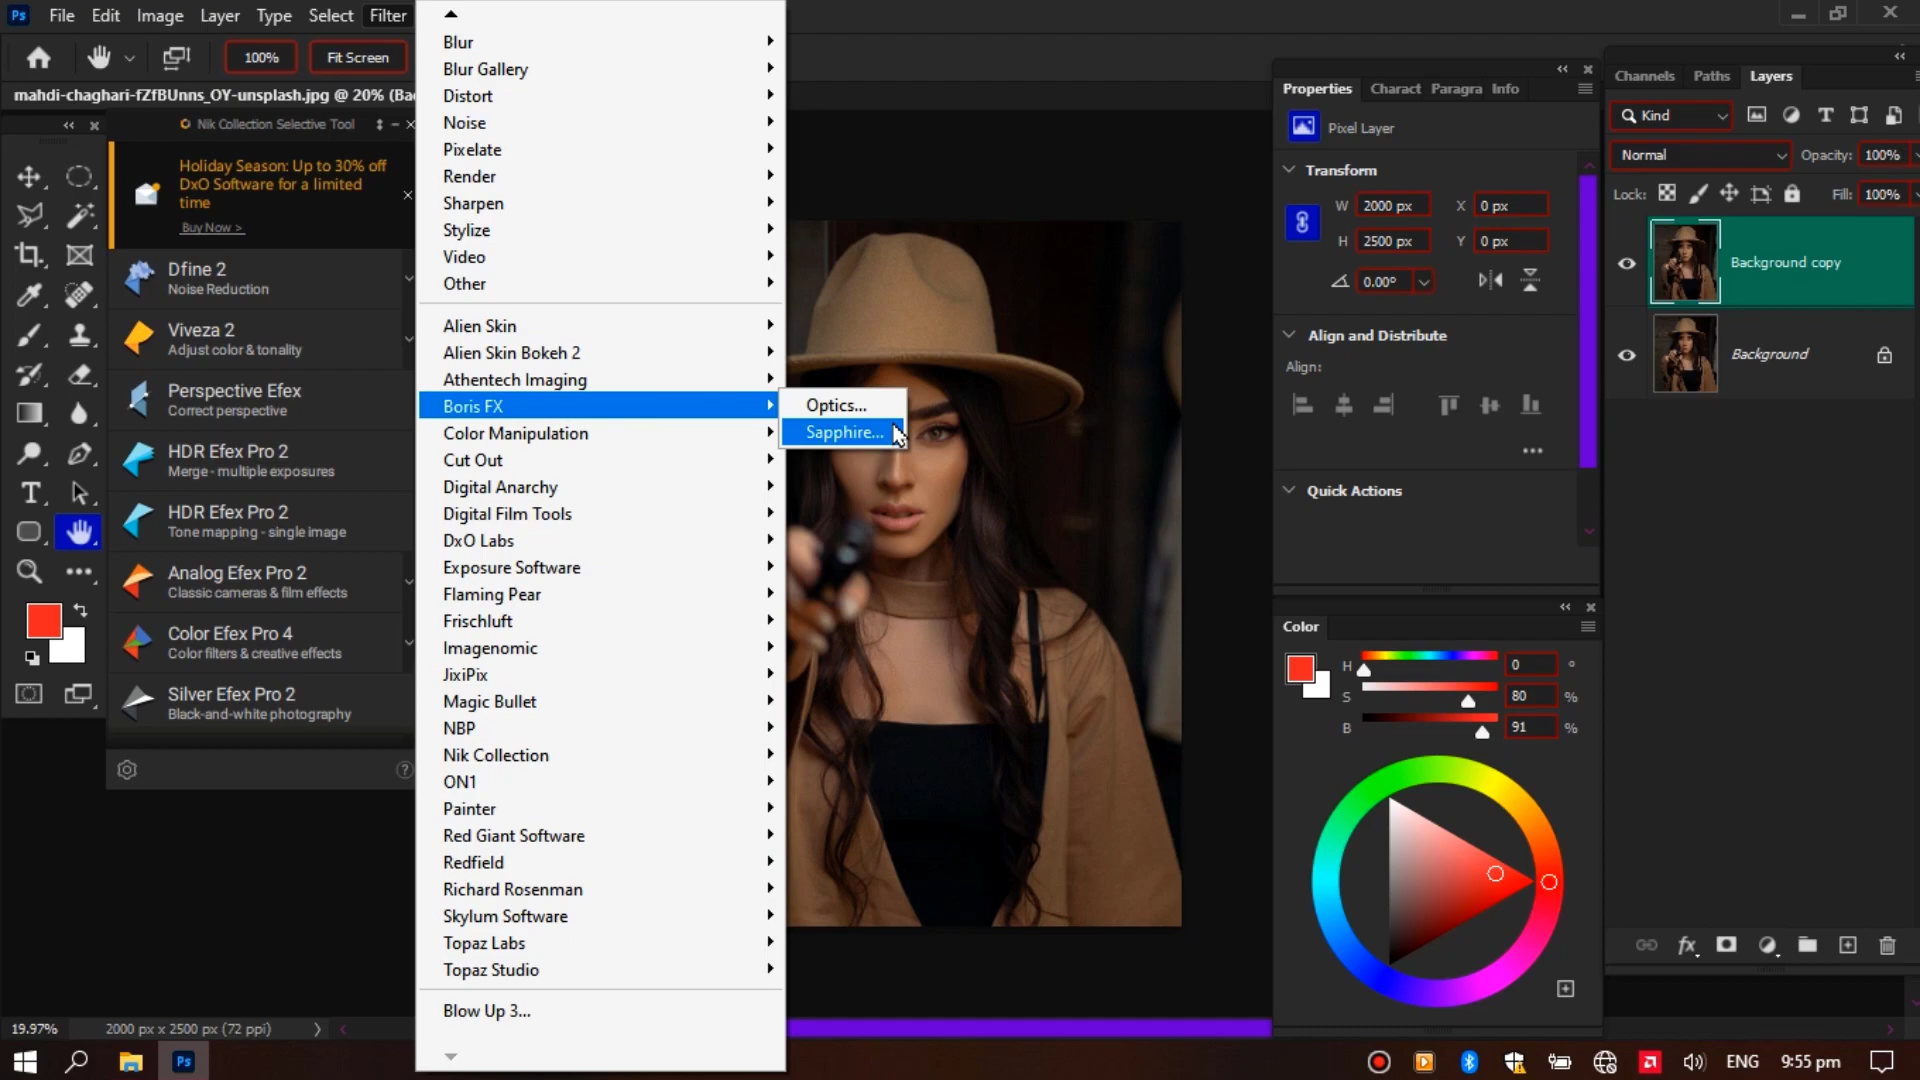 Ps
File Edit Image Layer Type Select Filter
100%
Fit Screen
mahdi-chaghari-fZfBUnns_OY-unsplash.jpg @ 20% (Bac
Nik Collection Selective Tool
Holiday Season: Up to 30% off
DxO Software for a limited
time
Buy Now >
Dfine 2
Noise Reduction
Viveza 2
Adjust color & tonality
Perspective Efex
Correct perspective
HDR Efex Pro 2
Merge - multiple exposures
HDR Efex Pro 2
Tone mapping - single image
Analog Efex Pro 2
Classic cameras & film effects
Color Efex Pro 4
Color filters & creative effects
Silver Efex Pro 2
Black-and-white photography
19.97%
2000 px x 2500 px (72 ppi)
Blur
Blur Gallery
Distort
Noise
Pixelate
Render
Sharpen
Stylize
Video
Other
Alien Skin
Alien Skin Bokeh 2
Athentech Imaging
Boris FX
Optics...
Sapphire...
Color Manipulation
Cut Out
Digital Anarchy
Digital Film Tools
DxO Labs
Exposure Software
Flaming Pear
Frischluft
Imagenomic
JixiPix
Magic Bullet
NBP
Nik Collection
ON1
Painter
Red Giant Software
Redfield
Richard Rosenman
Skylum Software
Topaz Labs
Topaz Studio
Blow Up 3...
Properties Charact Paragra Info
Pixel Layer
Transform
W 2000 px X 0 px
H 2500 px Y 0 px
0.00°
Align and Distribute
Align:
Quick Actions
Color
H 0 °
S 80 %
B 91 %
Channels Paths Layers
Kind
Normal Opacity: 100%
Lock: Fill: 100%
Background copy
Background
fx
Ps
ENG 9:55 pm